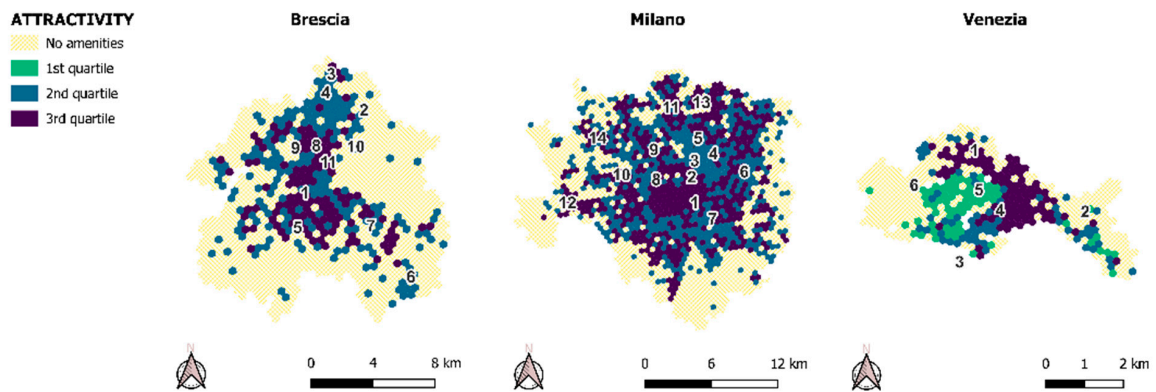 ATTRACTIVITY
No amenities
1st quartile
2nd quartile
3rd quartile
Brescia
3
4
2
9 8 10
11
1
5 7
6
N
0 4 8 km
Milano
11 13
14 5
9 4
3
10 8 2 6
12 1
7
N
0 6 12 km
Venezia
1
6 5
4 2
3
N
0 1 2 km